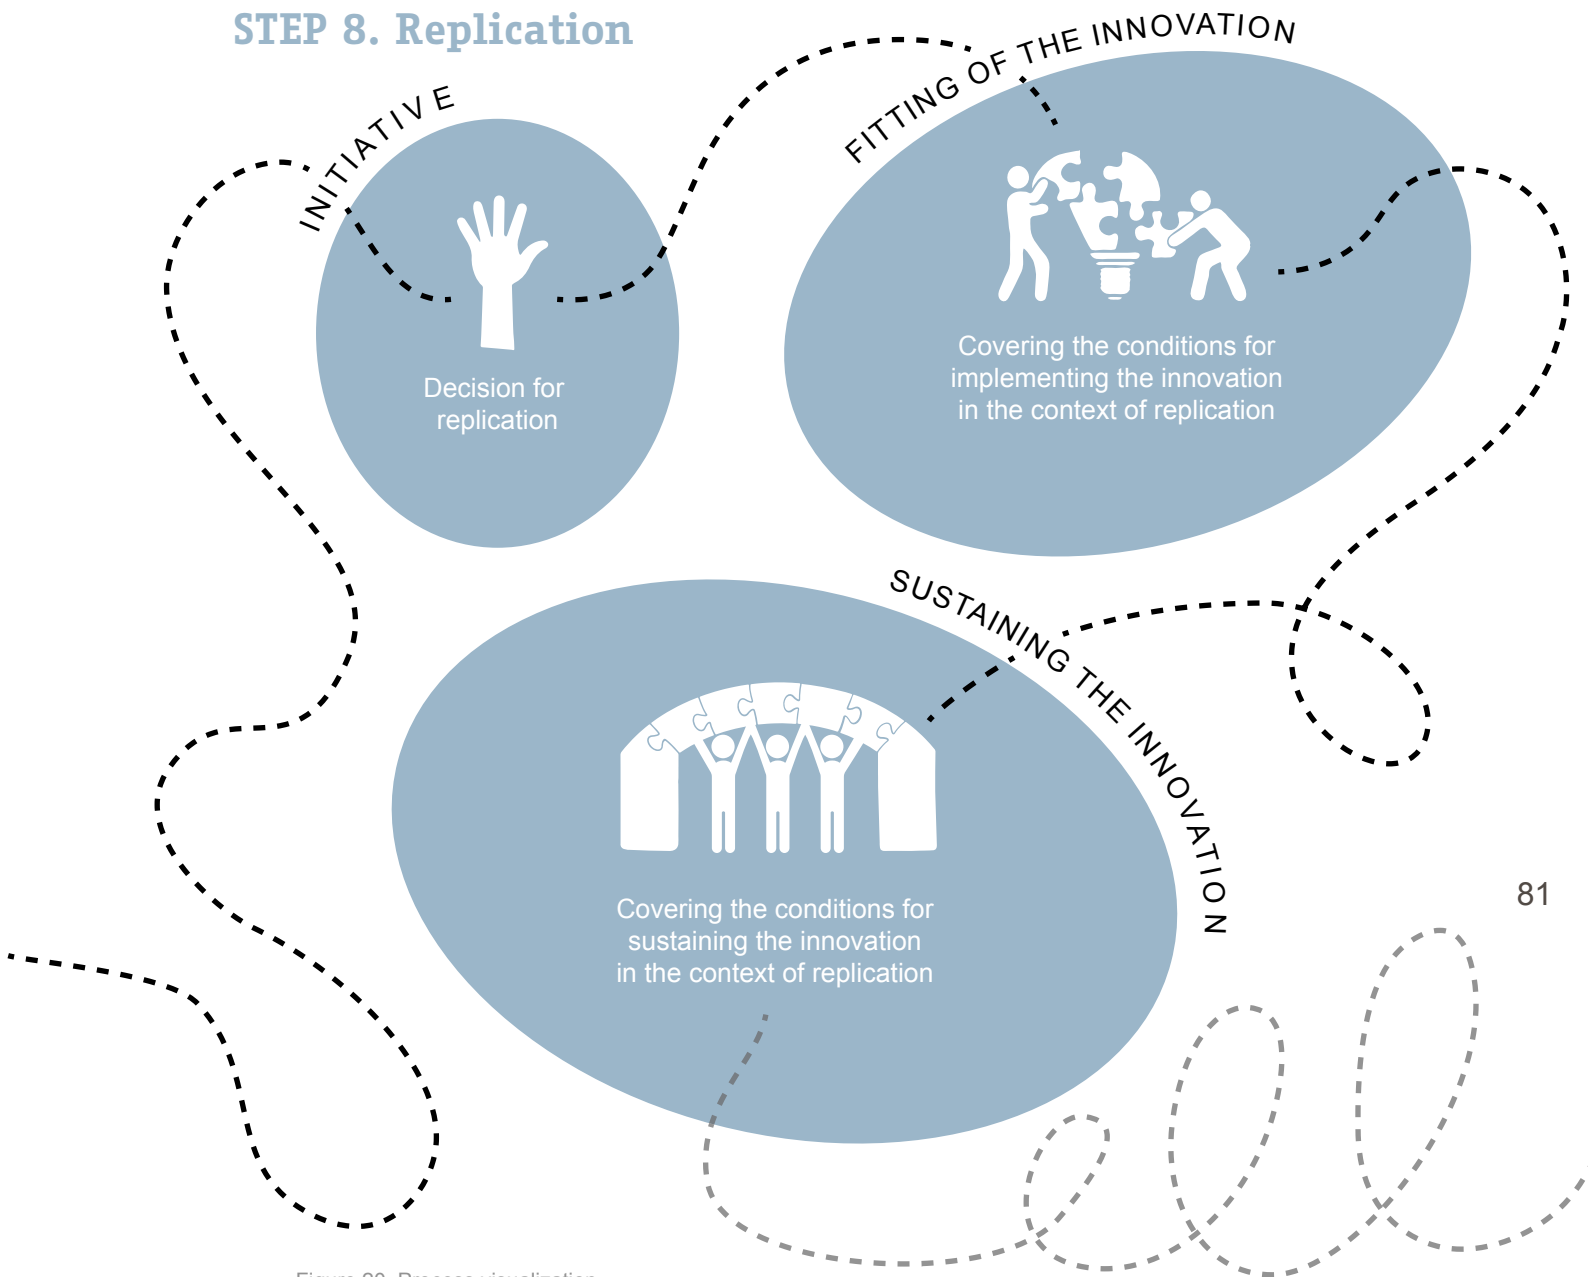 STEP 8. Replication
INITIATIVE
Decision for
replication
FITTING OF THE INNOVATION
Covering the conditions for
implementing the innovation
in the context of replication
SUSTAINING THE INNOVATION
Covering the conditions for
sustaining the innovation
in the context of replication
81
Process visualization